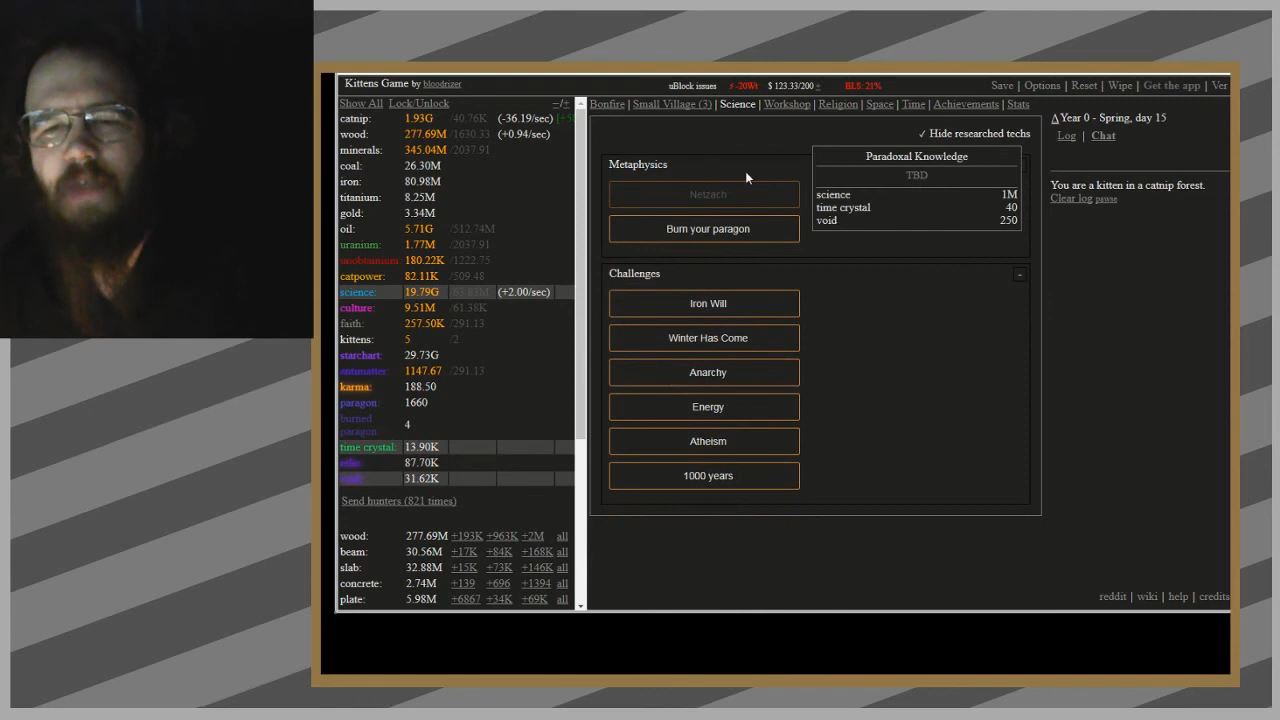 Kittens Game by bloodrizer
uBlock issues
⚡ -20Wt
$ 123.33/200 ±
BLS: 21%
Save | Options | Reset | Wipe | Get the app | Ver
Show All Lock/Unlock −/+
catnip: 1.93G /40.76K (-36.19/sec)
wood: 277.69M /1630.33 (+0.94/sec)
minerals: 345.04M /2037.91
coal: 26.30M
iron: 80.98M
titanium: 8.25M
gold: 3.34M
oil: 5.71G /512.74M
uranium: 1.77M /2037.91
unobtainium: 180.22K /1222.75
catpower: 82.11K /509.48
science: 19.79G (+2.00/sec)
culture: 9.51M /61.38K
faith: 257.50K /291.13
kittens: 5 /2
starchart: 29.73G
antimatter: 1147.67 /291.13
karma: 188.50
paragon: 1660
burned
paragon: 4
time crystal: 13.90K
relic: 87.70K
void: 31.62K
Send hunters (821 times)
wood: 277.69M +193K +963K +2M all
beam: 30.56M +17K +84K +168K all
slab: 32.88M +15K +73K +146K all
concrete: 2.74M +139 +696 +1394 all
plate: 5.98M +6867 +34K +69K all
Bonfire | Small Village (3) | Science | Workshop | Religion | Space | Time | Achievements | Stats
✓ Hide researched techs
Metaphysics
Netzach
Burn your paragon
Paradoxal Knowledge
TBD
science 1M
time crystal 40
void 250
Challenges -
Iron Will
Winter Has Come
Anarchy
Energy
Atheism
1000 years
Year 0 - Spring, day 15
Log | Chat
You are a kitten in a catnip forest.
Clear log pause
reddit | wiki | help | credits